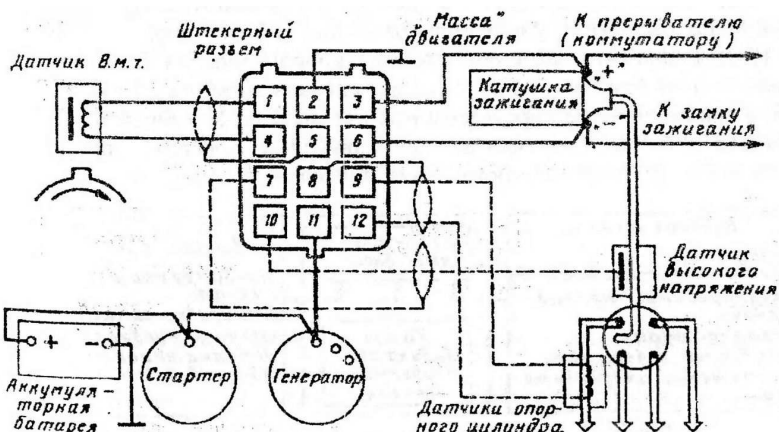 Штекерный
разъем
„Масса"
двигателя
К прерывателю
(коммутатору)
Датчик В.м.т.
1 2 3
4 5 6
7 8 9
10 11 12
„+"
Катушка
зажигания
„-"
К замку
зажигания
Датчик
высокого
напряжения
+ -
Аккумуля-
торная
батарея
Стартер
Генератор
Датчики опор-
ного цилиндра